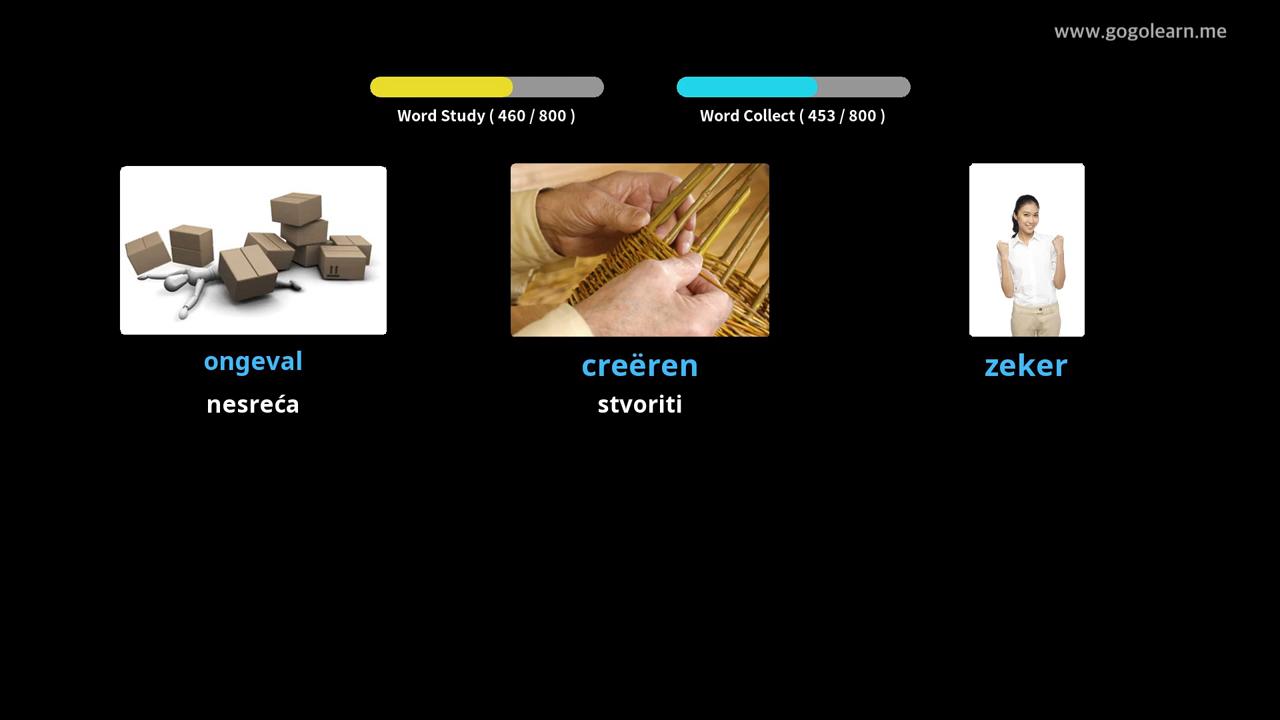 www.gogolearn.me
Word Study ( 460 / 800 )
Word Collect ( 453 / 800 )
ongeval
creëren
zeker
nesreća
stvoriti